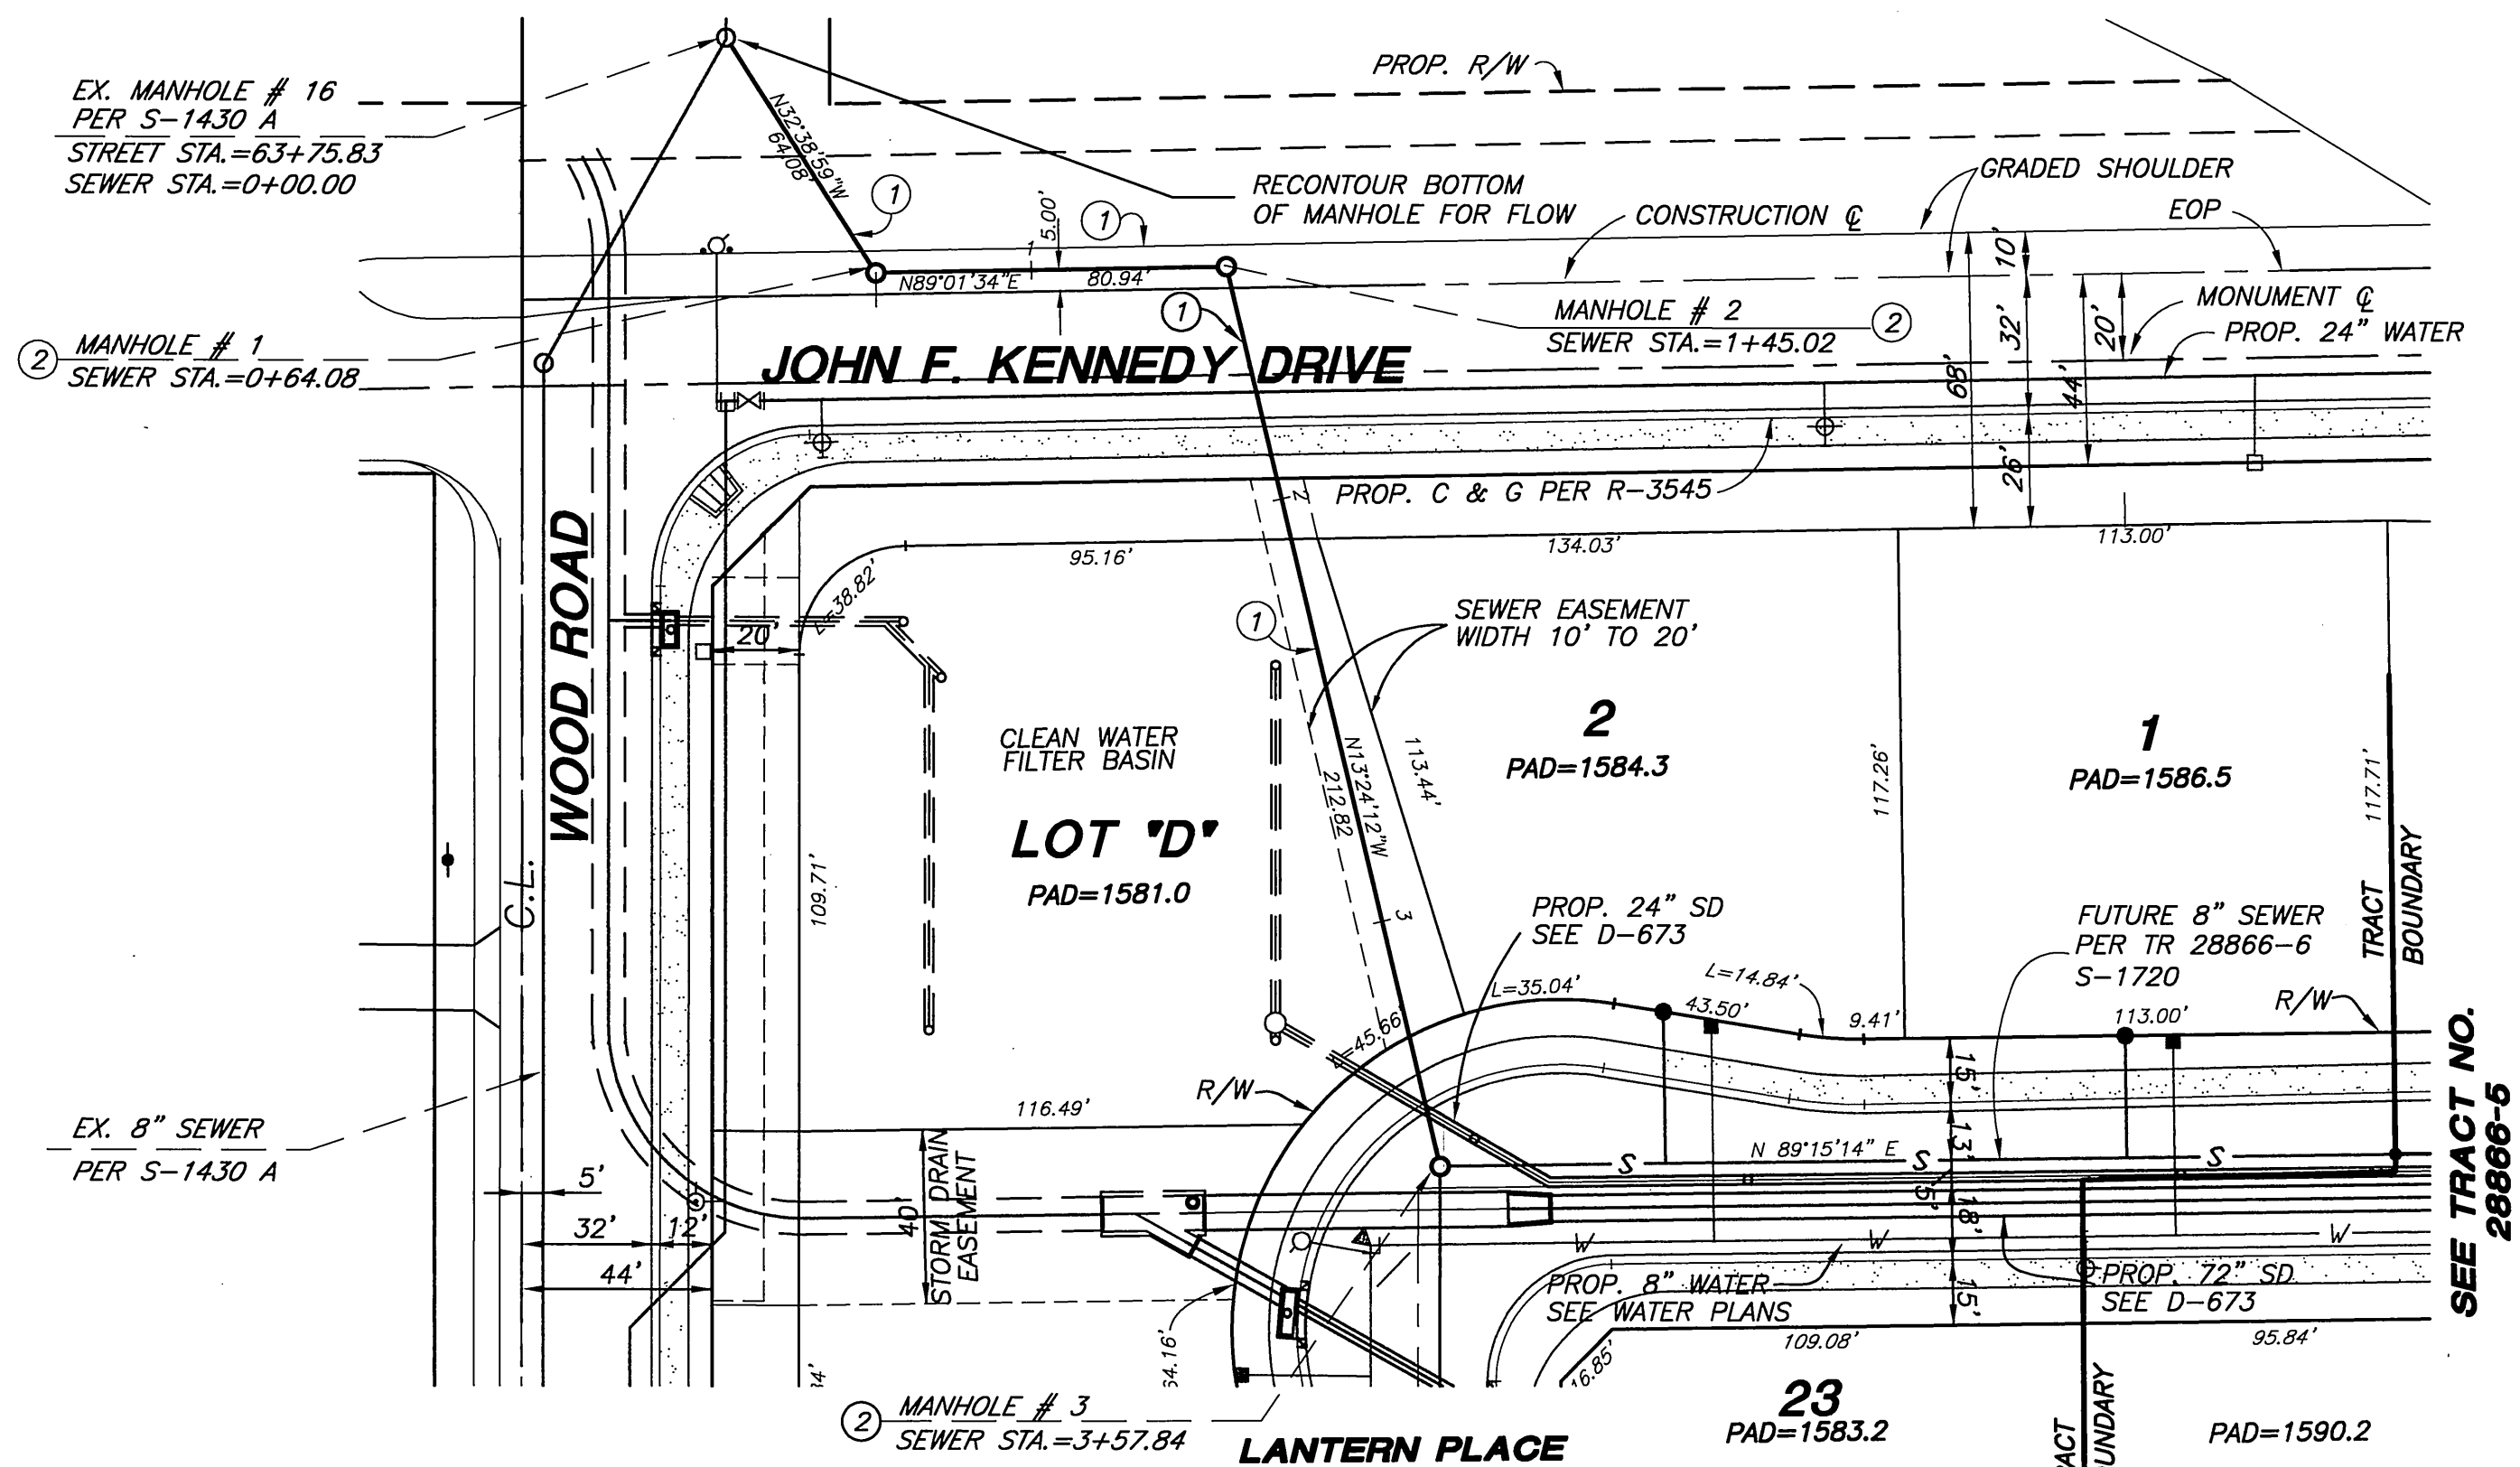 EX. MANHOLE # 16
PER S-1430 A
STREET STA.=63+75.83
SEWER STA.=0+00.00
PROP. R/W
N32°38'59"W
64.08'
1
RECONTOUR BOTTOM
OF MANHOLE FOR FLOW
5.00'
1
1
CONSTRUCTION ℄
GRADED SHOULDER
EOP
N89°01'34"E
80.94'
10'
MONUMENT ℄
PROP. 24" WATER
2
MANHOLE # 1
SEWER STA.=0+64.08
1
MANHOLE # 2
SEWER STA.=1+45.02
2
JOHN F. KENNEDY DRIVE
68'
32'
44'
20'
26'
2
PROP. C & G PER R-3545
95.16'
134.03'
113.00'
L=38.82'
20'
WOOD ROAD
C.L.
1
SEWER EASEMENT
WIDTH 10' TO 20'
CLEAN WATER
FILTER BASIN
LOT "D"
PAD=1581.0
109.71'
N13°24'12"W
212.82
113.44'
3
2
PAD=1584.3
117.26'
1
PAD=1586.5
117.71'
TRACT
BOUNDARY
PROP. 24" SD
SEE D-673
FUTURE 8" SEWER
PER TR 28866-6
S-1720
R/W
L=45.66'
L=35.04'
43.50'
L=14.84'
9.41'
113.00'
15'
13'
5'
18'
15'
SEE TRACT NO.
28866-5
EX. 8" SEWER
PER S-1430 A
5'
32'
12'
44'
116.49'
R/W
40'
STORM DRAIN
EASEMENT
N 89°15'14" E
S
S
S
W
W
W
PROP. 8" WATER
SEE WATER PLANS
PROP. 72" SD
SEE D-673
109.08'
95.84'
16.85'
34.16'
34'
2
MANHOLE # 3
SEWER STA.=3+57.84
LANTERN PLACE
23
PAD=1583.2
PAD=1590.2